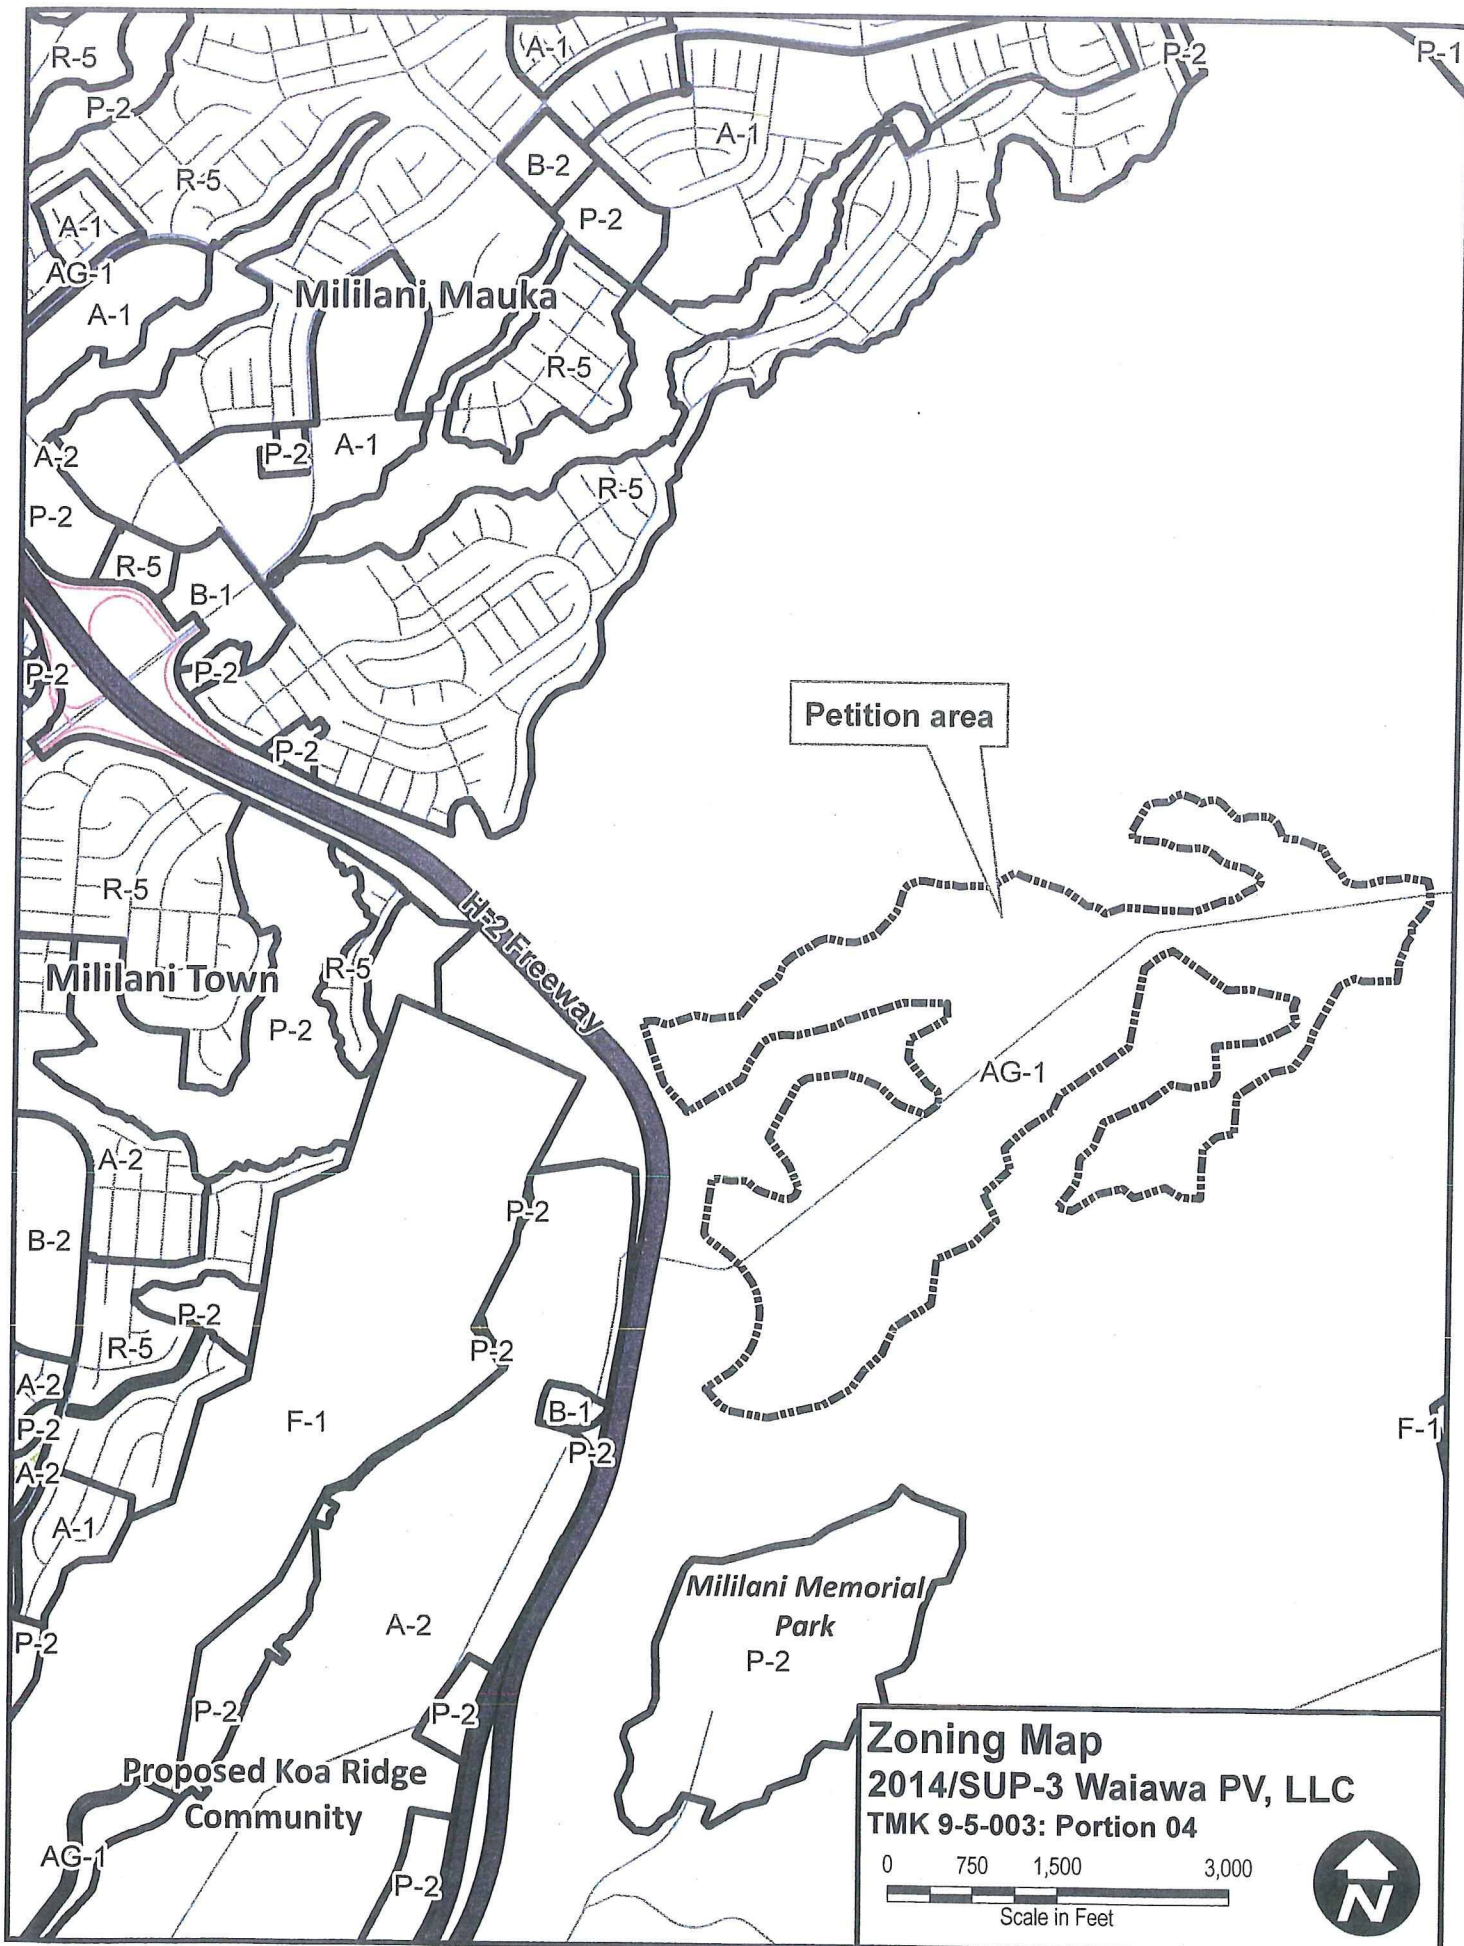 R-5
A-1
P-2
P-1
P-2
A-1
B-2
R-5
P-2
A-1
AG-1
Mililani Mauka
A-1
R-5
P-2
A-1
A-2
R-5
P-2
R-5
B-1
P-2
P-2
Petition area
P-2
R-5
H-2 Freeway
Mililani Town
R-5
P-2
AG-1
A-2
P-2
B-2
P-2
R-5
P-2
A-2
B-1
F-1
P-2
F-1
P-2
A-2
A-1
Mililani Memorial
Park
A-2
P-2
P-2
P-2
P-2
Proposed Koa Ridge
Community
AG-1
P-2
Zoning Map
2014/SUP-3 Waiawa PV, LLC
TMK 9-5-003: Portion 04
0 750 1,500 3,000
Scale in Feet
N